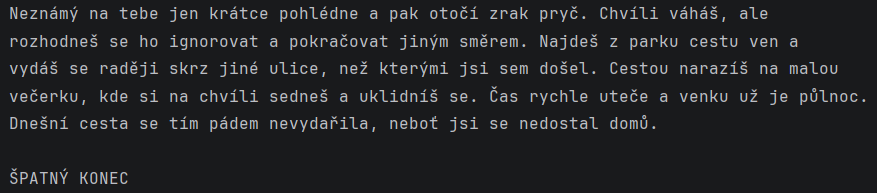 Neznámý na tebe jen krátce pohlédne a pak otočí zrak pryč. Chvíli váháš, ale
rozhodneš se ho ignorovat a pokračovat jiným směrem. Najdeš z parku cestu ven a
vydáš se raději skrz jiné ulice, než kterými jsi sem došel. Cestou narazíš na malou
večerku, kde si na chvíli sedneš a uklidníš se. Čas rychle uteče a venku už je půlnoc.
Dnešní cesta se tím pádem nevydařila, neboť jsi se nedostal domů.

ŠPATNÝ KONEC